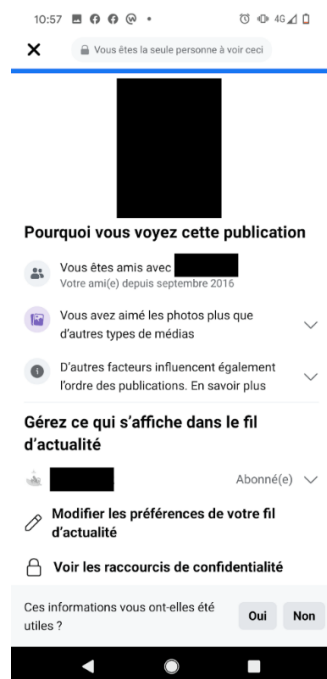 10:57
4G
Vous êtes la seule personne à voir ceci
Pourquoi vous voyez cette publication
Vous êtes amis avec
Votre ami(e) depuis septembre 2016
Vous avez aimé les photos plus que
d'autres types de médias
D'autres facteurs influencent également
l'ordre des publications. En savoir plus
Gérez ce qui s'affiche dans le fil
d'actualité
Abonné(e)
Modifier les préférences de votre fil
d'actualité
Voir les raccourcis de confidentialité
Ces informations vous ont-elles été
utiles ?
Oui
Non